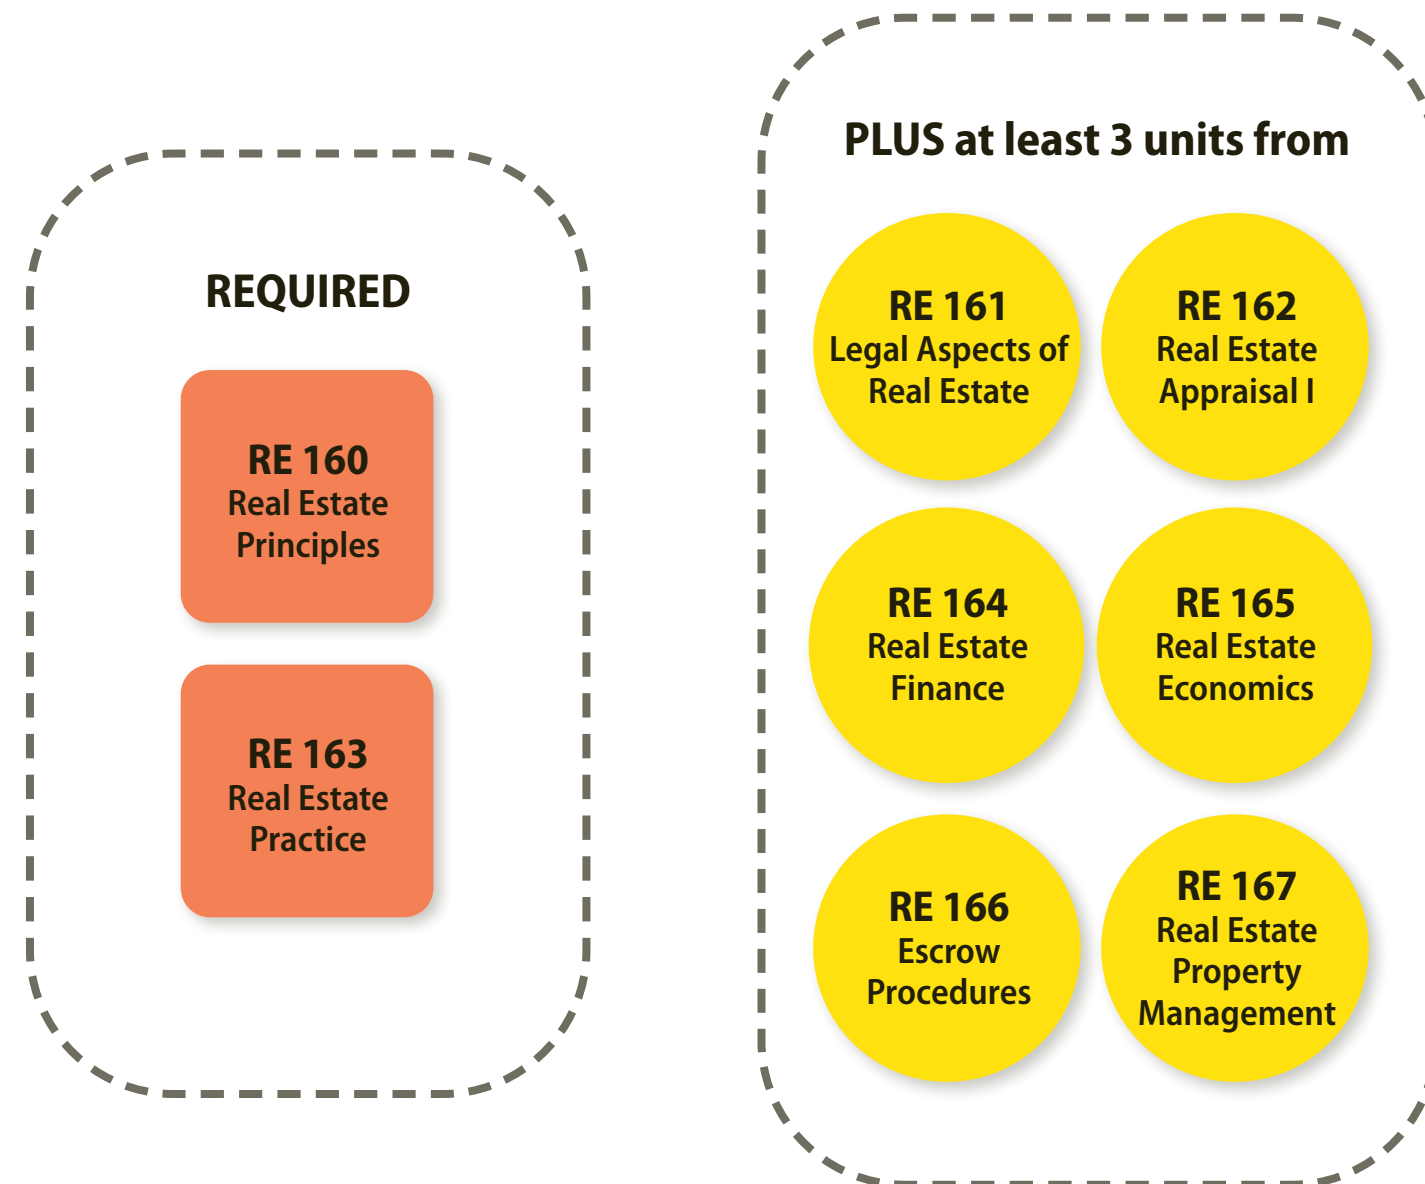 REQUIRED
RE 160
Real Estate
Principles
RE 163
Real Estate
Practice
PLUS at least 3 units from
RE 161
Legal Aspects of
Real Estate
RE 162
Real Estate
Appraisal I
RE 164
Real Estate
Finance
RE 165
Real Estate
Economics
RE 166
Escrow
Procedures
RE 167
Real Estate
Property
Management